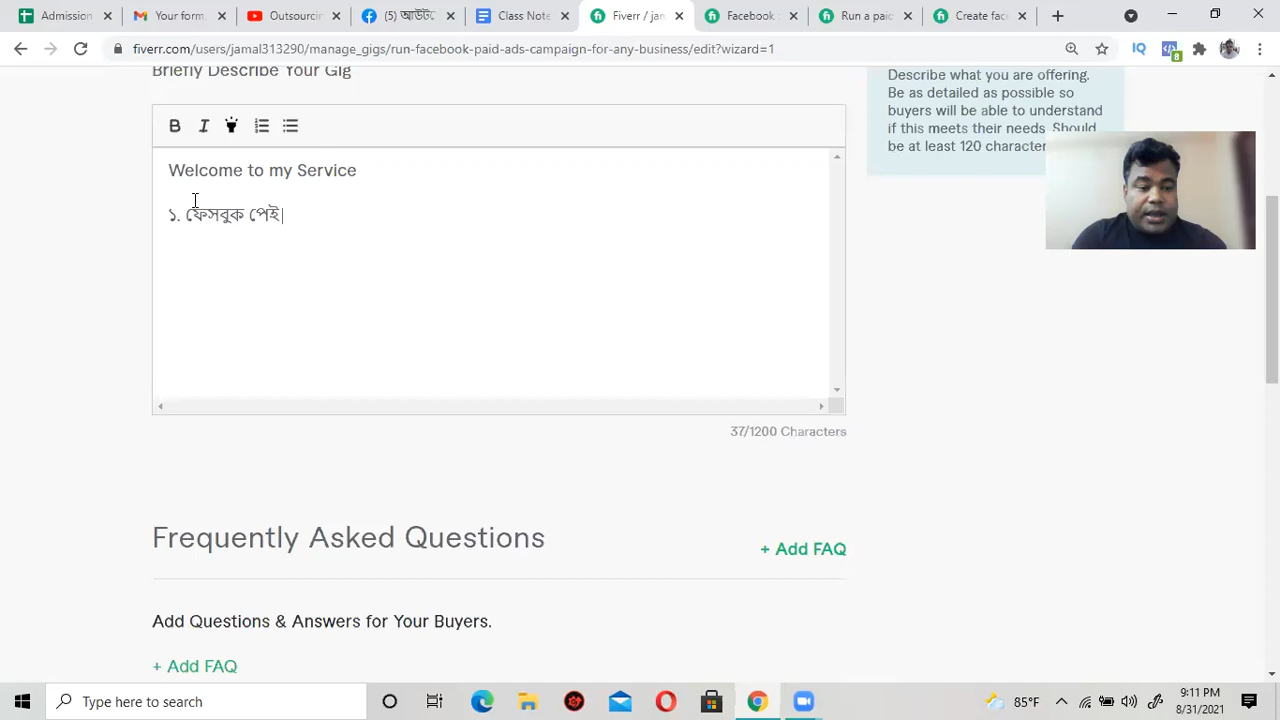 Admission
Your form
Outsourci
(5) আউট
Class Note
Fiverr / jan
Facebook
Run a paid
Create face
fiverr.com/users/jamal313290/manage_gigs/run-facebook-paid-ads-campaign-for-any-business/edit?wizard=1
IQ
8
Briefly Describe Your Gig
B I
Welcome to my Service
১. ফেসবুক পেই
37/1200 Characters
Describe what you are offering.
Be as detailed as possible so
buyers will be able to understand
if this meets their needs. Should
be at least 120 character
Frequently Asked Questions
+ Add FAQ
Add Questions & Answers for Your Buyers.
+ Add FAQ
Type here to search
85°F
9:11 PM
8/31/2021